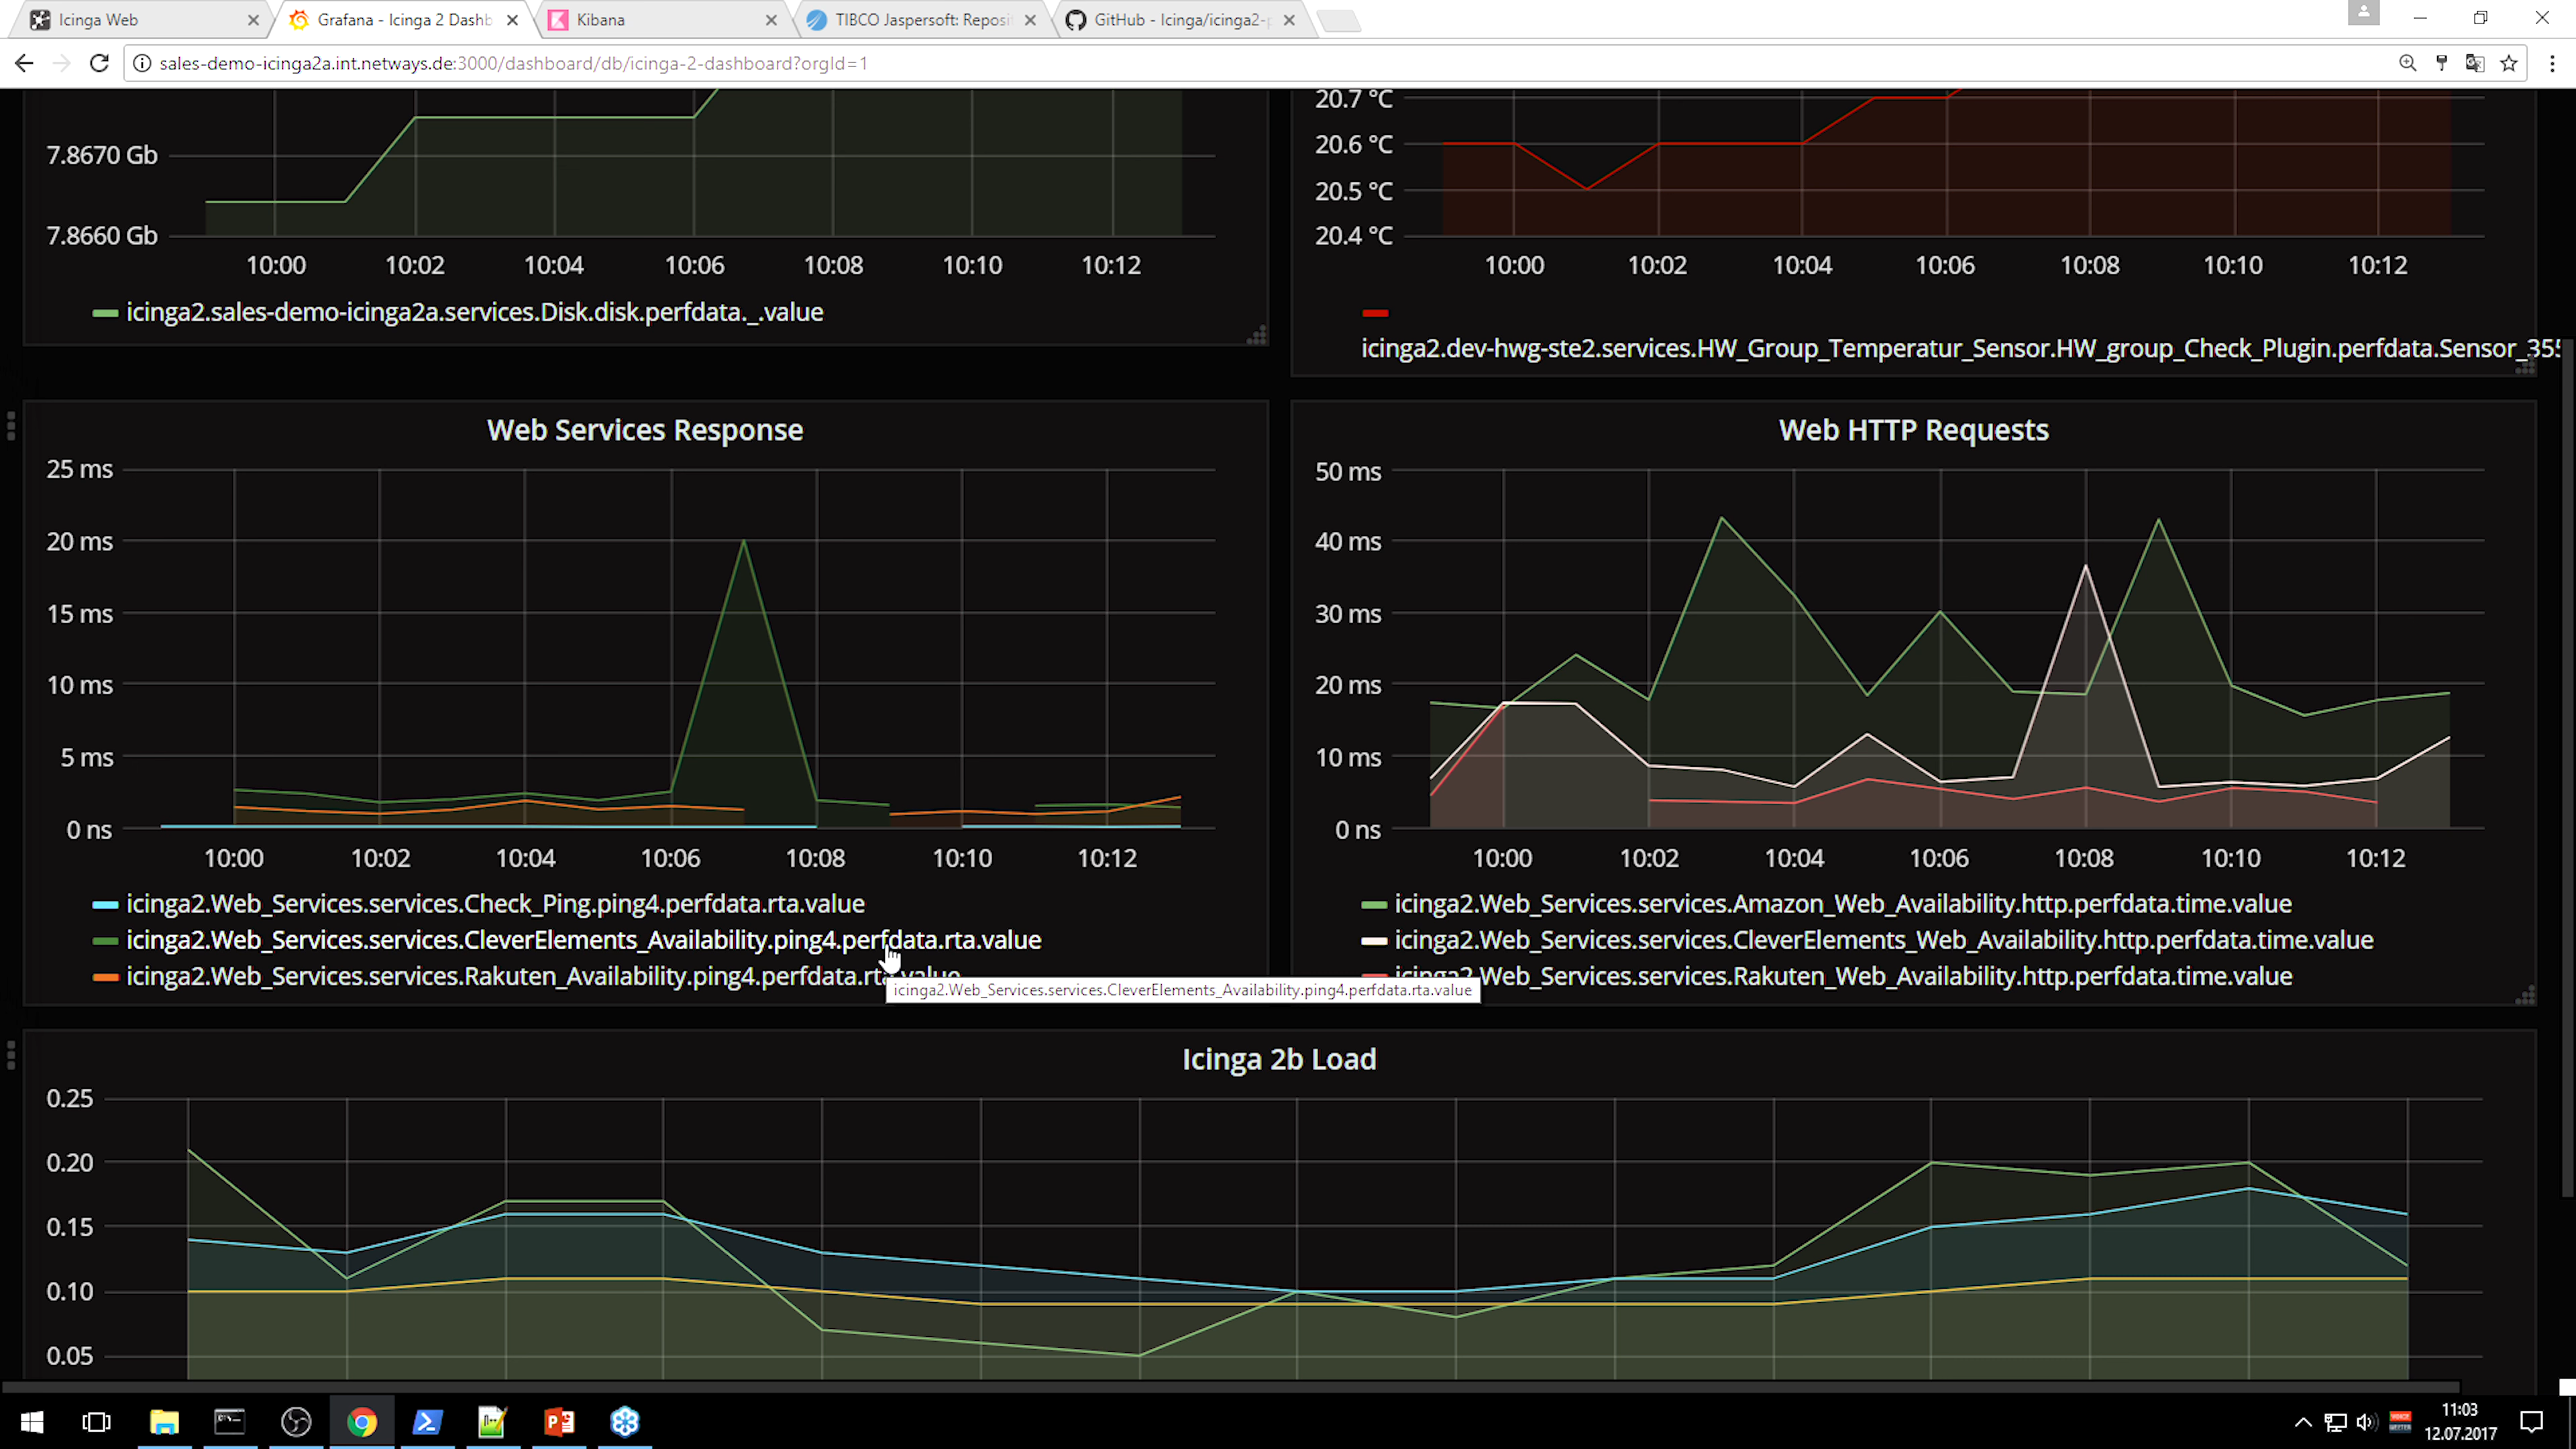 Icinga Web
Grafana - Icinga 2 Dashb
Kibana
TIBCO Jaspersoft: Reposi
GitHub - Icinga/icinga2-p
sales-demo-icinga2a.int.netways.de:3000/dashboard/db/icinga-2-dashboard?orgId=1
7.8670 Gb
7.8660 Gb
10:00 10:02 10:04 10:06 10:08 10:10 10:12
icinga2.sales-demo-icinga2a.services.Disk.disk.perfdata._.value
20.7 °C
20.6 °C
20.5 °C
20.4 °C
10:00 10:02 10:04 10:06 10:08 10:10 10:12
icinga2.dev-hwg-ste2.services.HW_Group_Temperatur_Sensor.HW_group_Check_Plugin.perfdata.Sensor_355
Web Services Response
25 ms
20 ms
15 ms
10 ms
5 ms
0 ns
10:00 10:02 10:04 10:06 10:08 10:10 10:12
icinga2.Web_Services.services.Check_Ping.ping4.perfdata.rta.value
icinga2.Web_Services.services.CleverElements_Availability.ping4.perfdata.rta.value
icinga2.Web_Services.services.Rakuten_Availability.ping4.perfdata.rta.value
icinga2.Web_Services.services.CleverElements_Availability.ping4.perfdata.rta.value
Web HTTP Requests
50 ms
40 ms
30 ms
20 ms
10 ms
0 ns
10:00 10:02 10:04 10:06 10:08 10:10 10:12
icinga2.Web_Services.services.Amazon_Web_Availability.http.perfdata.time.value
icinga2.Web_Services.services.CleverElements_Web_Availability.http.perfdata.time.value
icinga2.Web_Services.services.Rakuten_Web_Availability.http.perfdata.time.value
Icinga 2b Load
0.25
0.20
0.15
0.10
0.05
11:03
12.07.2017